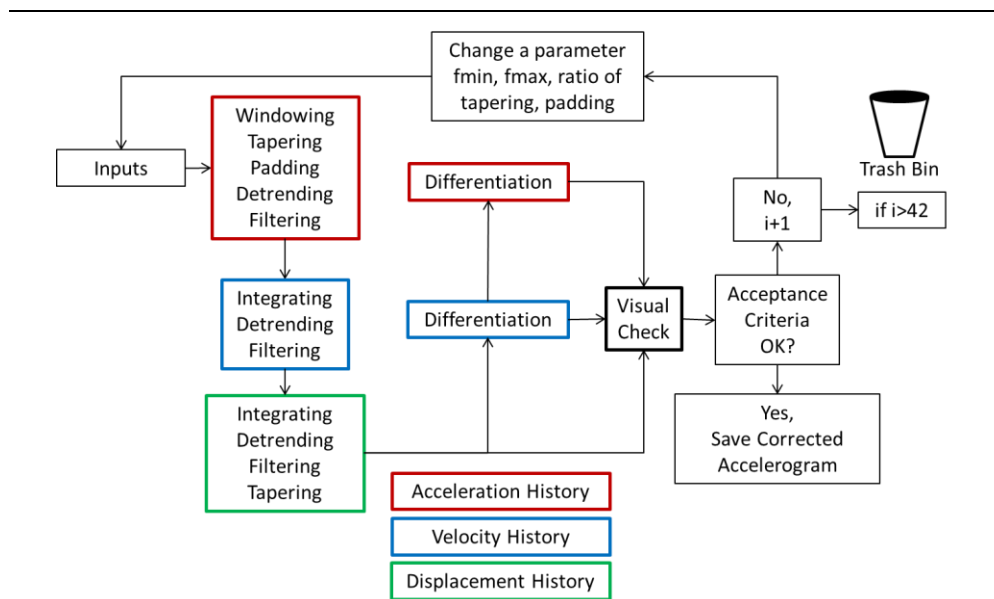 Change a parameter
fmin, fmax, ratio of
tapering, padding
Inputs
Windowing
Tapering
Padding
Detrending
Filtering
Integrating
Detrending
Filtering
Integrating
Detrending
Filtering
Tapering
Differentiation
Differentiation
Visual
Check
Acceptance
Criteria
OK?
No,
i+1
Trash Bin
if i>42
Yes,
Save Corrected
Accelerogram
Acceleration History
Velocity History
Displacement History